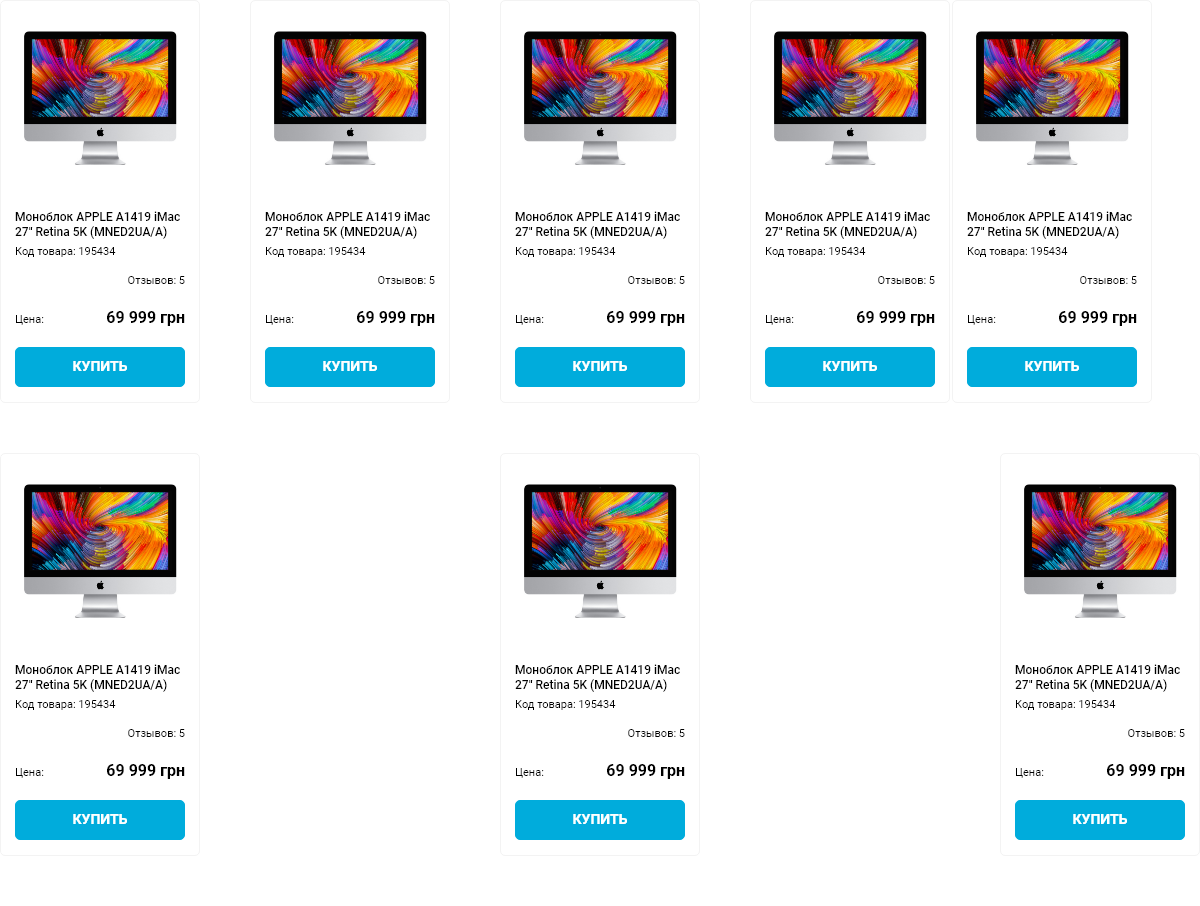 Моноблок APPLE A1419 iMac
27" Retina 5K (MNED2UA/A)
Код товара: 195434
Отзывов: 5
Цена: 69 999 грн
КУПИТЬ
Моноблок APPLE A1419 iMac
27" Retina 5K (MNED2UA/A)
Код товара: 195434
Отзывов: 5
Цена: 69 999 грн
КУПИТЬ
Моноблок APPLE A1419 iMac
27" Retina 5K (MNED2UA/A)
Код товара: 195434
Отзывов: 5
Цена: 69 999 грн
КУПИТЬ
Моноблок APPLE A1419 iMac
27" Retina 5K (MNED2UA/A)
Код товара: 195434
Отзывов: 5
Цена: 69 999 грн
КУПИТЬ
Моноблок APPLE A1419 iMac
27" Retina 5K (MNED2UA/A)
Код товара: 195434
Отзывов: 5
Цена: 69 999 грн
КУПИТЬ
Моноблок APPLE A1419 iMac
27" Retina 5K (MNED2UA/A)
Код товара: 195434
Отзывов: 5
Цена: 69 999 грн
КУПИТЬ
Моноблок APPLE A1419 iMac
27" Retina 5K (MNED2UA/A)
Код товара: 195434
Отзывов: 5
Цена: 69 999 грн
КУПИТЬ
Моноблок APPLE A1419 iMac
27" Retina 5K (MNED2UA/A)
Код товара: 195434
Отзывов: 5
Цена: 69 999 грн
КУПИТЬ